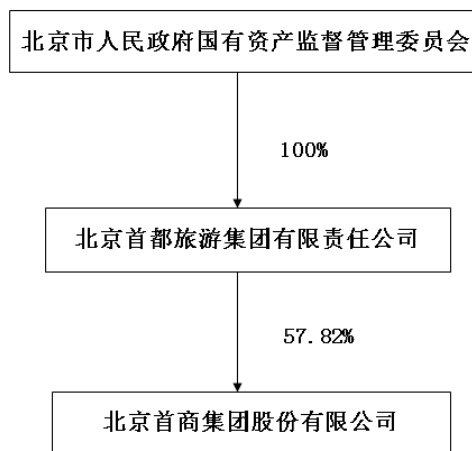 北京市人民政府国有资产监督管理委员会
100%
北京首都旅游集团有限责任公司
57.82%
北京首商集团股份有限公司